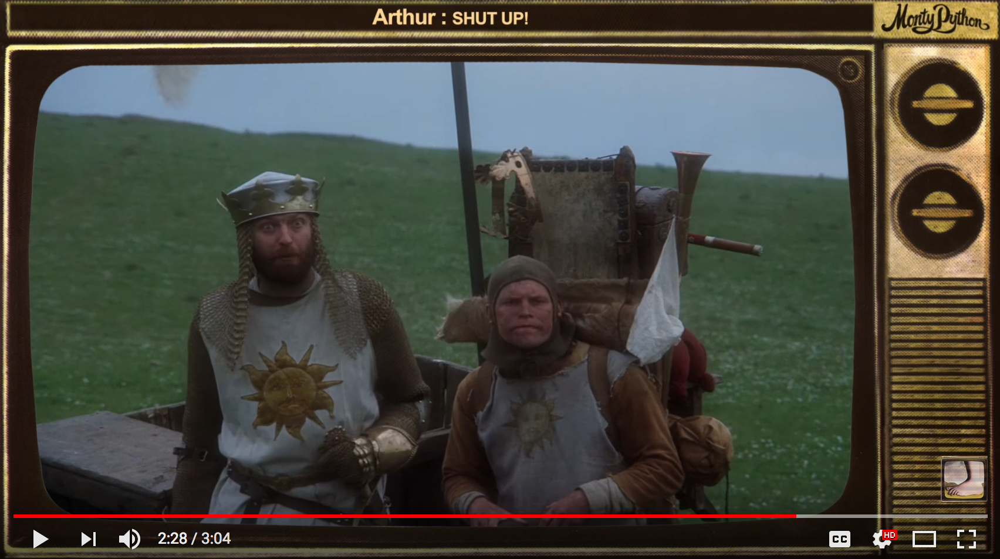 Arthur : SHUT UP!
Monty Python
2:28 / 3:04
CC
HD